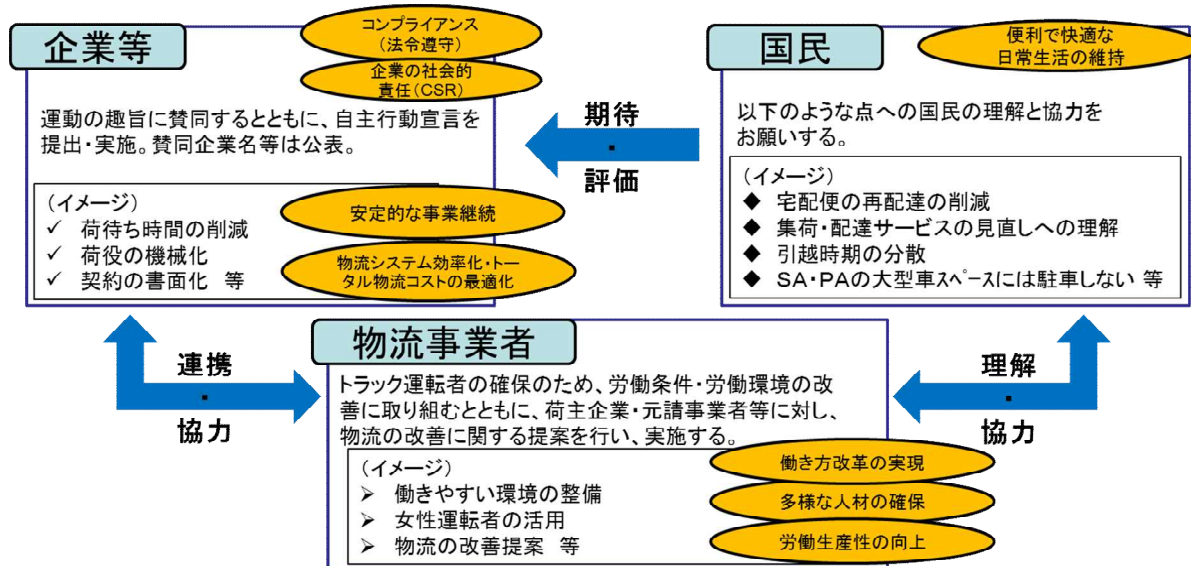 企業等
コンプライアンス
(法令遵守)
企業の社会的
責任(CSR)
運動の趣旨に賛同するとともに、自主行動宣言を
提出・実施。賛同企業名等は公表。
(イメージ)
✓ 荷待ち時間の削減
✓ 荷役の機械化
✓ 契約の書面化 等
安定的な事業継続
物流システム効率化・トー
タル物流コストの最適化
期待
・
評価
国民
便利で快適な
日常生活の維持
以下のような点への国民の理解と協力を
お願いする。
(イメージ)
◆ 宅配便の再配達の削減
◆ 集荷・配達サービスの見直しへの理解
◆ 引越時期の分散
◆ SA・PAの大型車スペースには駐車しない 等
連携
・
協力
物流事業者
トラック運転者の確保のため、労働条件・労働環境の改
善に取り組むとともに、荷主企業・元請事業者等に対し、
物流の改善に関する提案を行い、実施する。
(イメージ)
➢ 働きやすい環境の整備
➢ 女性運転者の活用
➢ 物流の改善提案 等
働き方改革の実現
多様な人材の確保
労働生産性の向上
理解
・
協力